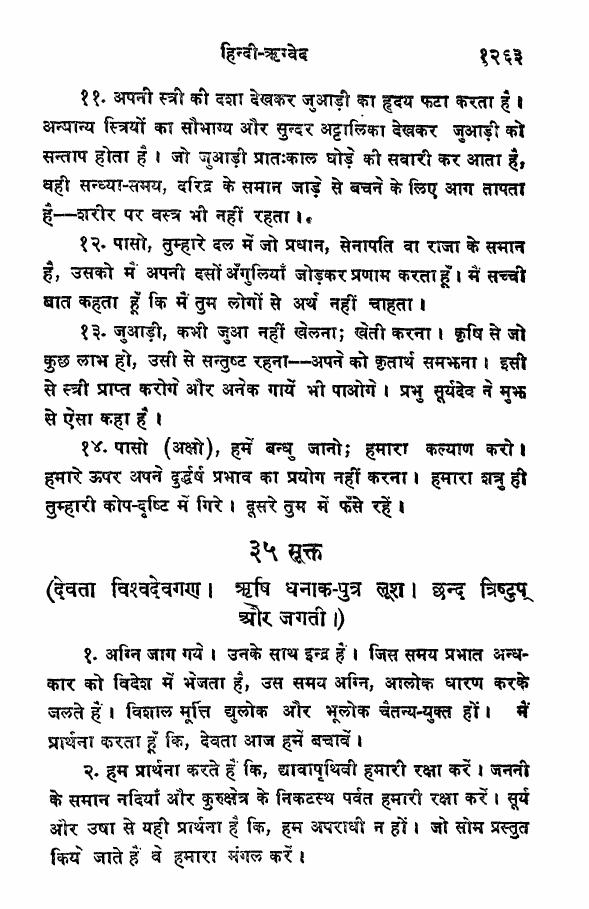 हिन्दी-ऋग्वेद १२६३
११. अपनी स्त्री की दशा देखकर जुआड़ी का हृदय फटा करता है।
अन्यान्य स्त्रियों का सौभाग्य और सुन्दर अट्टालिका देखकर जुआड़ी को
सन्ताप होता है। जो जुआड़ी प्रातःकाल घोड़े की सवारी कर आता है,
वही सन्ध्या-समय, दरिद्र के समान जाड़े से बचने के लिए आग तापता
है--शरीर पर वस्त्र भी नहीं रहता।
१२. पासो, तुम्हारे दल में जो प्रधान, सेनापति वा राजा के समान
है, उसको में अपनी दसों अँगुलियाँ जोड़कर प्रणाम करता हूँ। मैं सच्ची
बात कहता हूँ कि मैं तुम लोगों से अर्थ नहीं चाहता।
१३. जुआड़ी, कभी जुआ नहीं खेलना; खेती करना। कृषि से जो
कुछ लाभ हो, उसी से सन्तुष्ट रहना--अपने को कृतार्थ समझना। इसी
से स्त्री प्राप्त करोगे और अनेक गायें भी पाओगे। प्रभु सूर्यदेव ने मुझ
से ऐसा कहा है।
१४. पासो (अक्षो), हमें बन्धु जानो; हमारा कल्याण करो।
हमारे ऊपर अपने दुर्द्धर्ष प्रभाव का प्रयोग नहीं करना। हमारा शत्रु ही
तुम्हारी कोप-दृष्टि में गिरे। दूसरे तुम में फँसे रहें।
३५ सूक्त
(देवता विश्वदेवगण। ऋषि धनाक-पुत्र लूश। छन्द त्रिष्टुप्
और जगती।)
१. अग्नि जाग गये। उनके साथ इन्द्र हैं। जिस समय प्रभात अन्ध-
कार को विदेश में भेजता है, उस समय अग्नि, आलोक धारण करके
जलते हैं। विशाल मूर्त्ति द्युलोक और भूलोक चैतन्य-युक्त हों। मैं
प्रार्थना करता हूँ कि, देवता आज हमें बचावें।
२. हम प्रार्थना करते हैं कि, द्यावापृथिवी हमारी रक्षा करें। जननी
के समान नदियाँ और कुरुक्षेत्र के निकटस्थ पर्वत हमारी रक्षा करें। सूर्य
और उषा से यही प्रार्थना है कि, हम अपराधी न हों। जो सोम प्रस्तुत
किये जाते हैं वे हमारा मंगल करें।